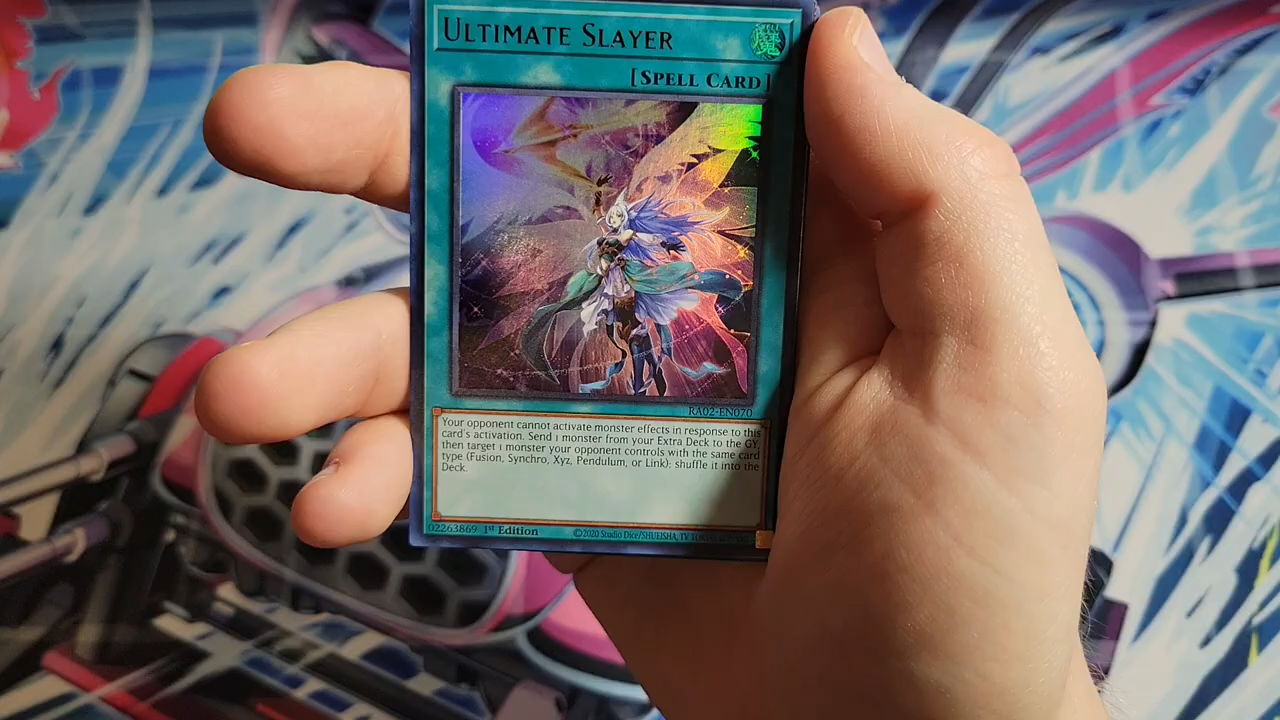 ULTIMATE SLAYER
魔
[SPELL CARD]
RA02-EN070
Your opponent cannot activate monster effects in response to this
card's activation. Send 1 monster from your Extra Deck to the GY,
then target 1 monster your opponent controls with the same card
type (Fusion, Synchro, Xyz, Pendulum, or Link); shuffle it into the
Deck.
02263869 1st Edition ©2020 Studio Dice/SHUEISHA, TV TOKYO, KONAMI